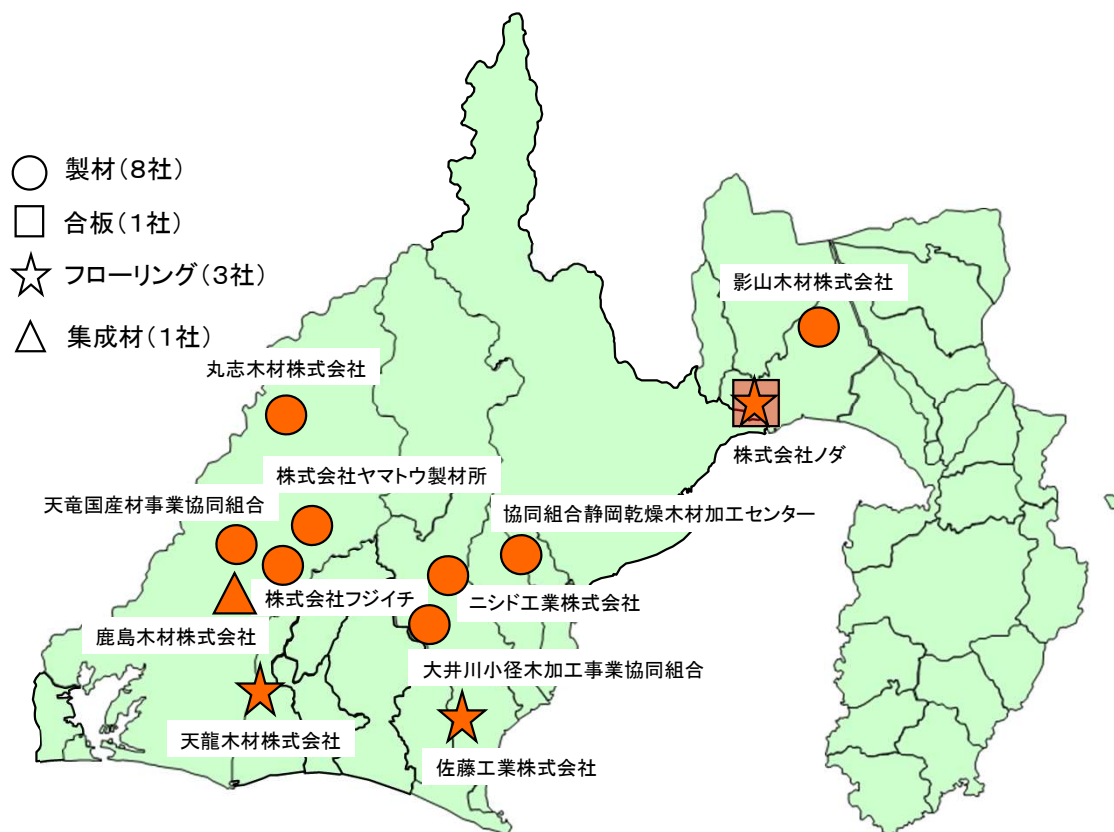 製材(8社)
合板(1社)
フローリング(3社)
集成材(1社)
影山木材株式会社
丸志木材株式会社
株式会社ノダ
株式会社ヤマトウ製材所
天竜国産材事業協同組合
協同組合静岡乾燥木材加工センター
株式会社フジイチ
ニシド工業株式会社
鹿島木材株式会社
大井川小径木加工事業協同組合
天龍木材株式会社
佐藤工業株式会社